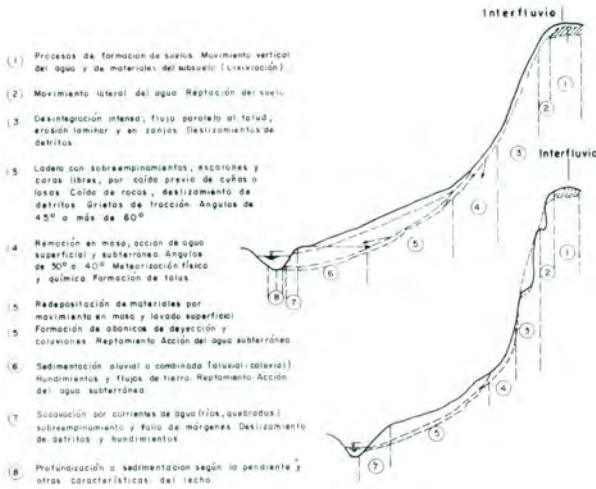 Interfluvio
(1) Procesos de formación de suelos. Movimiento vertical
del agua y de materiales del subsuelo (Lixiviación).
(2) Movimiento lateral del agua. Reptación del suelo
(3 Desintegración intensa, flujo paralelo al talud,
erosión laminar y en zanjas. Deslizamientos de
detritos.
(3 Ladera con sobreempinamientos, escarones y
caras libres, por caída previa de cuñas o
losas. Caída de rocas, deslizamiento de
detritos. Grietas de tracción. Angulos de
45° a más de 60°
(4 Remoción en masa, acción de agua
superficial y subterránea. Angulos
de 30° a 40° Meteorización física
y química. Formación de talus.
(5 Redepositación de materiales por
movimiento en masa y lavado superficial
(5 Formación de abanicos de deyección y
coluviones. Reptamiento Acción del agua subterránea
(6 Sedimentación aluvial o combinada (aluvial-coluvial)
Hundimientos y flujos de tierra. Reptamiento Acción
del agua subterránea
(7 Socavación por corrientes de agua (ríos, quebradas)
sobreempinamiento y falla de márgenes. Deslizamiento
de detritos y hundimientos
(8 Profundización o sedimentación según la pendiente y
otras características del lecho.
2 1
3
4
5
6
8 7
Interfluvio
1
2
3
4
5
7